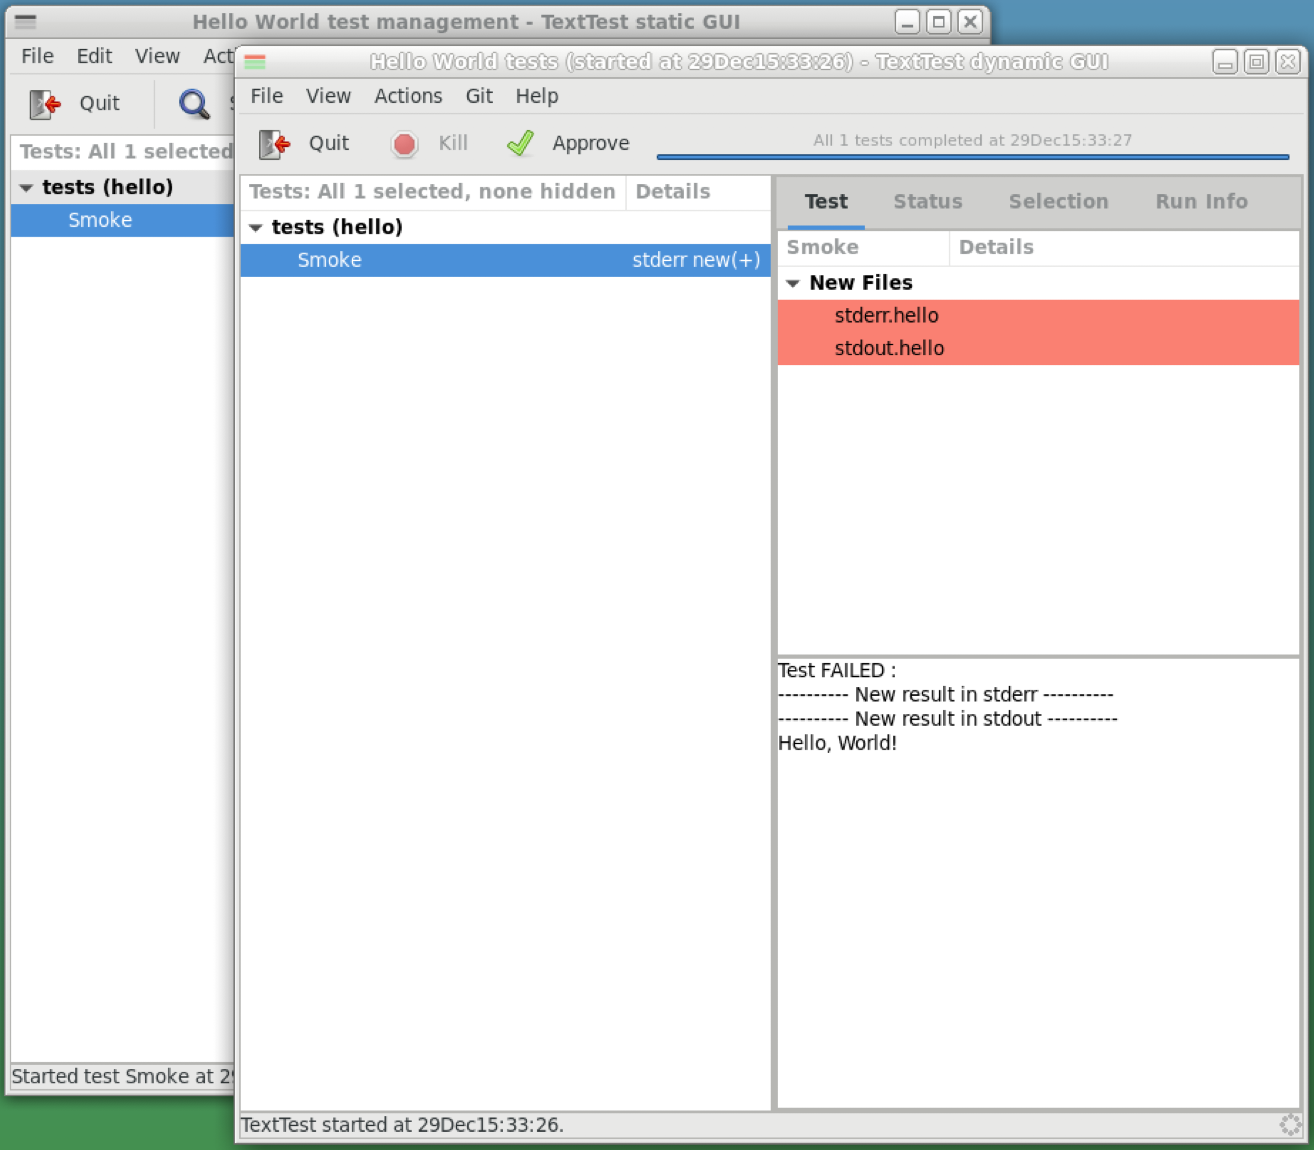 Hello World test management - TextTest static GUI
File Edit View Act
Quit
Tests: All 1 selected
tests (hello)
Smoke
Started test Smoke at 29
Hello World tests (started at 29Dec15:33:26) - TextTest dynamic GUI
File View Actions Git Help
Quit Kill Approve All 1 tests completed at 29Dec15:33:27
Tests: All 1 selected, none hidden Details
tests (hello)
Smoke stderr new(+)
Test Status Selection Run Info
Smoke Details
New Files
stderr.hello
stdout.hello
Test FAILED :
---------- New result in stderr ----------
---------- New result in stdout ----------
Hello, World!
TextTest started at 29Dec15:33:26.